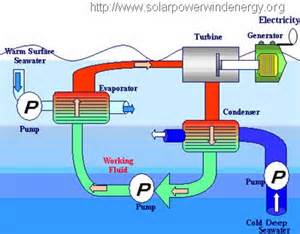 http://www.solarpowerwindenergy.org
Electricity
Turbine
Generator
Warm Surface
Seawater
Evaporator
Condenser
P
Pump
Working
Fluid
P
Pump
P
Pump
Cold Deep
Seawater